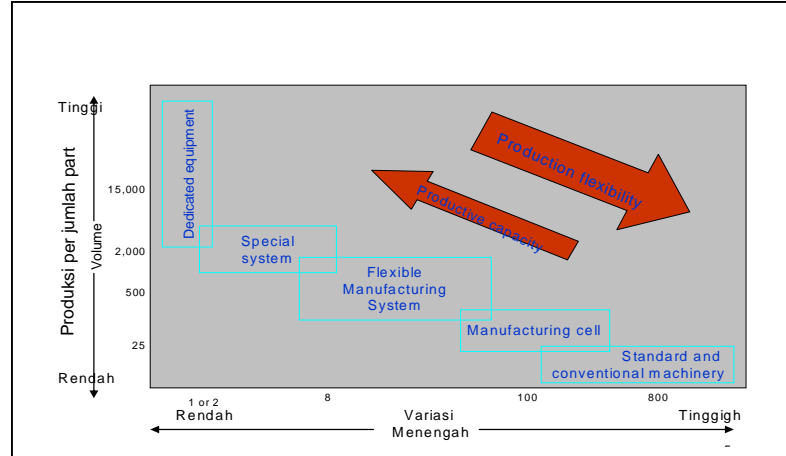 Tinggi
Produksi per jumlah part
Volume
15,000
2,000
500
25
Rendah
Dedicated equipment
Special
system
Flexible
Manufacturing
System
Manufacturing cell
Standard and
conventional machinery
Production flexibility
Productive capacity
1 or 2
8
100
800
Rendah
Variasi
Tinggigh
Menengah